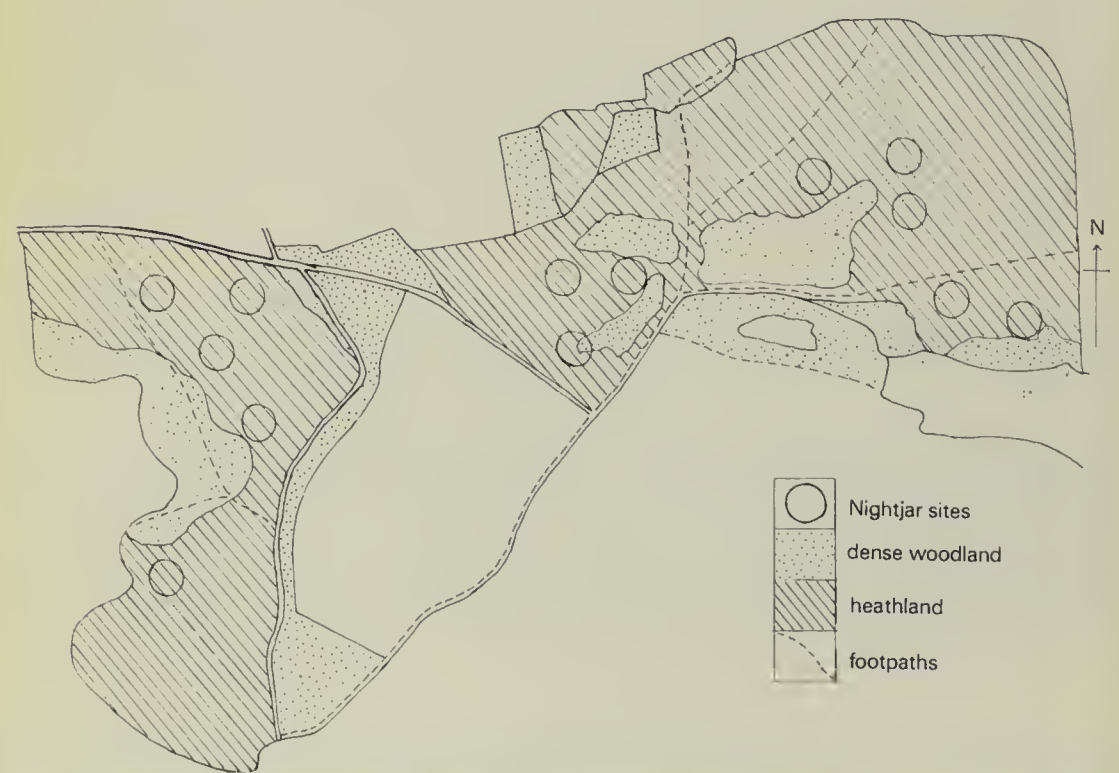 N
Nightjar sites
dense woodland
heathland
footpaths